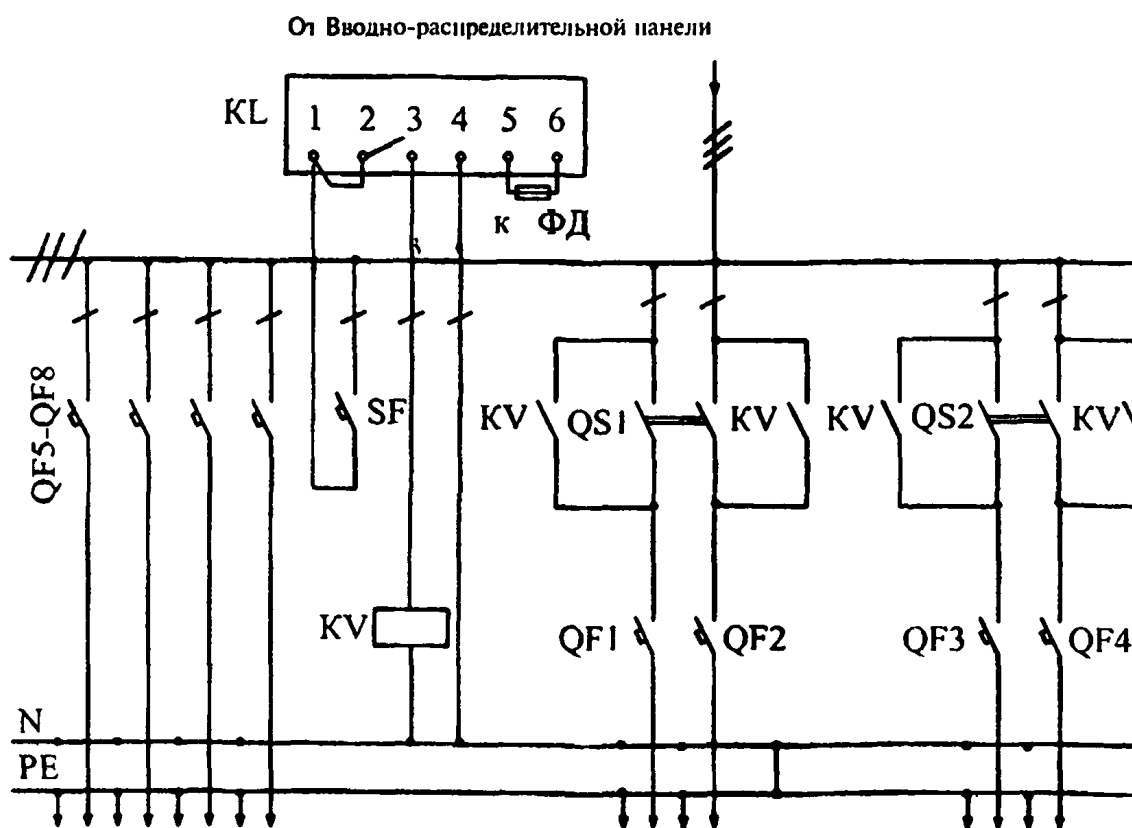 От Вводно-распределительной панели
KL 1 2 3 4 5 6
к ФД
QF5-QF8
SF
KV QS1 KV KV QS2 KV
KV
QF1 QF2 QF3 QF4
N
PE